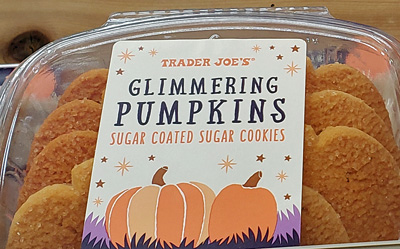 TRADER JOE'S®
GLIMMERING
PUMPKINS
SUGAR COATED SUGAR COOKIES